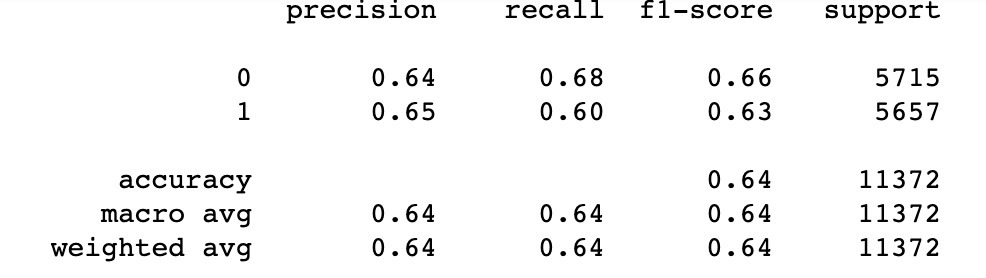 precision recall f1-score support
0 0.64 0.68 0.66 5715
1 0.65 0.60 0.63 5657
accuracy 0.64 11372
macro avg 0.64 0.64 0.64 11372
weighted avg 0.64 0.64 0.64 11372